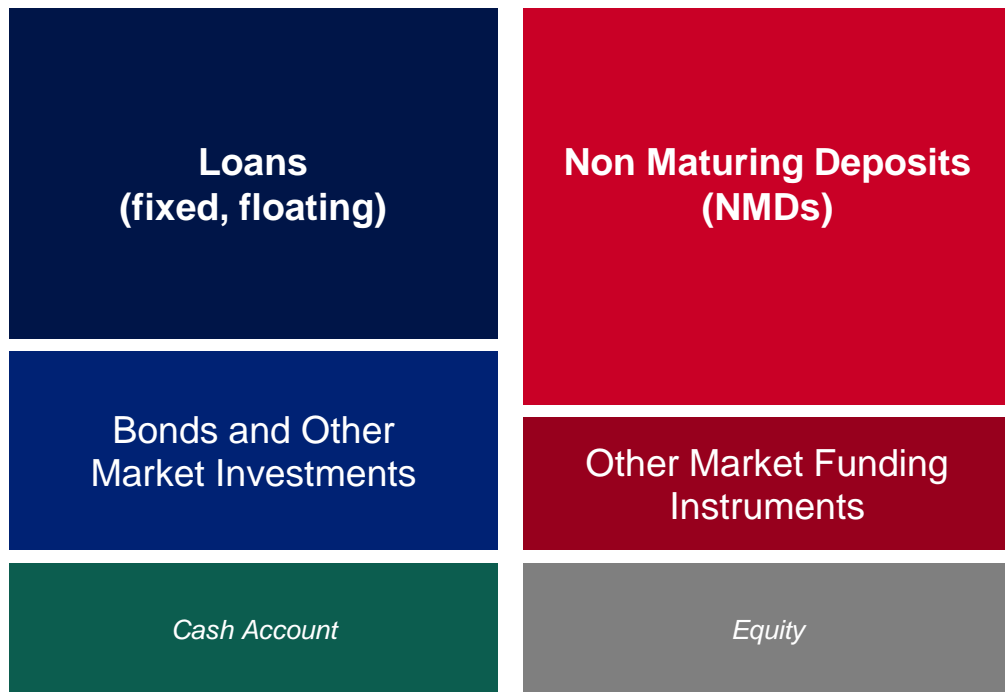 Loans
(fixed, floating)
Bonds and Other
Market Investments
Cash Account
Non Maturing Deposits
(NMDs)
Other Market Funding
Instruments
Equity